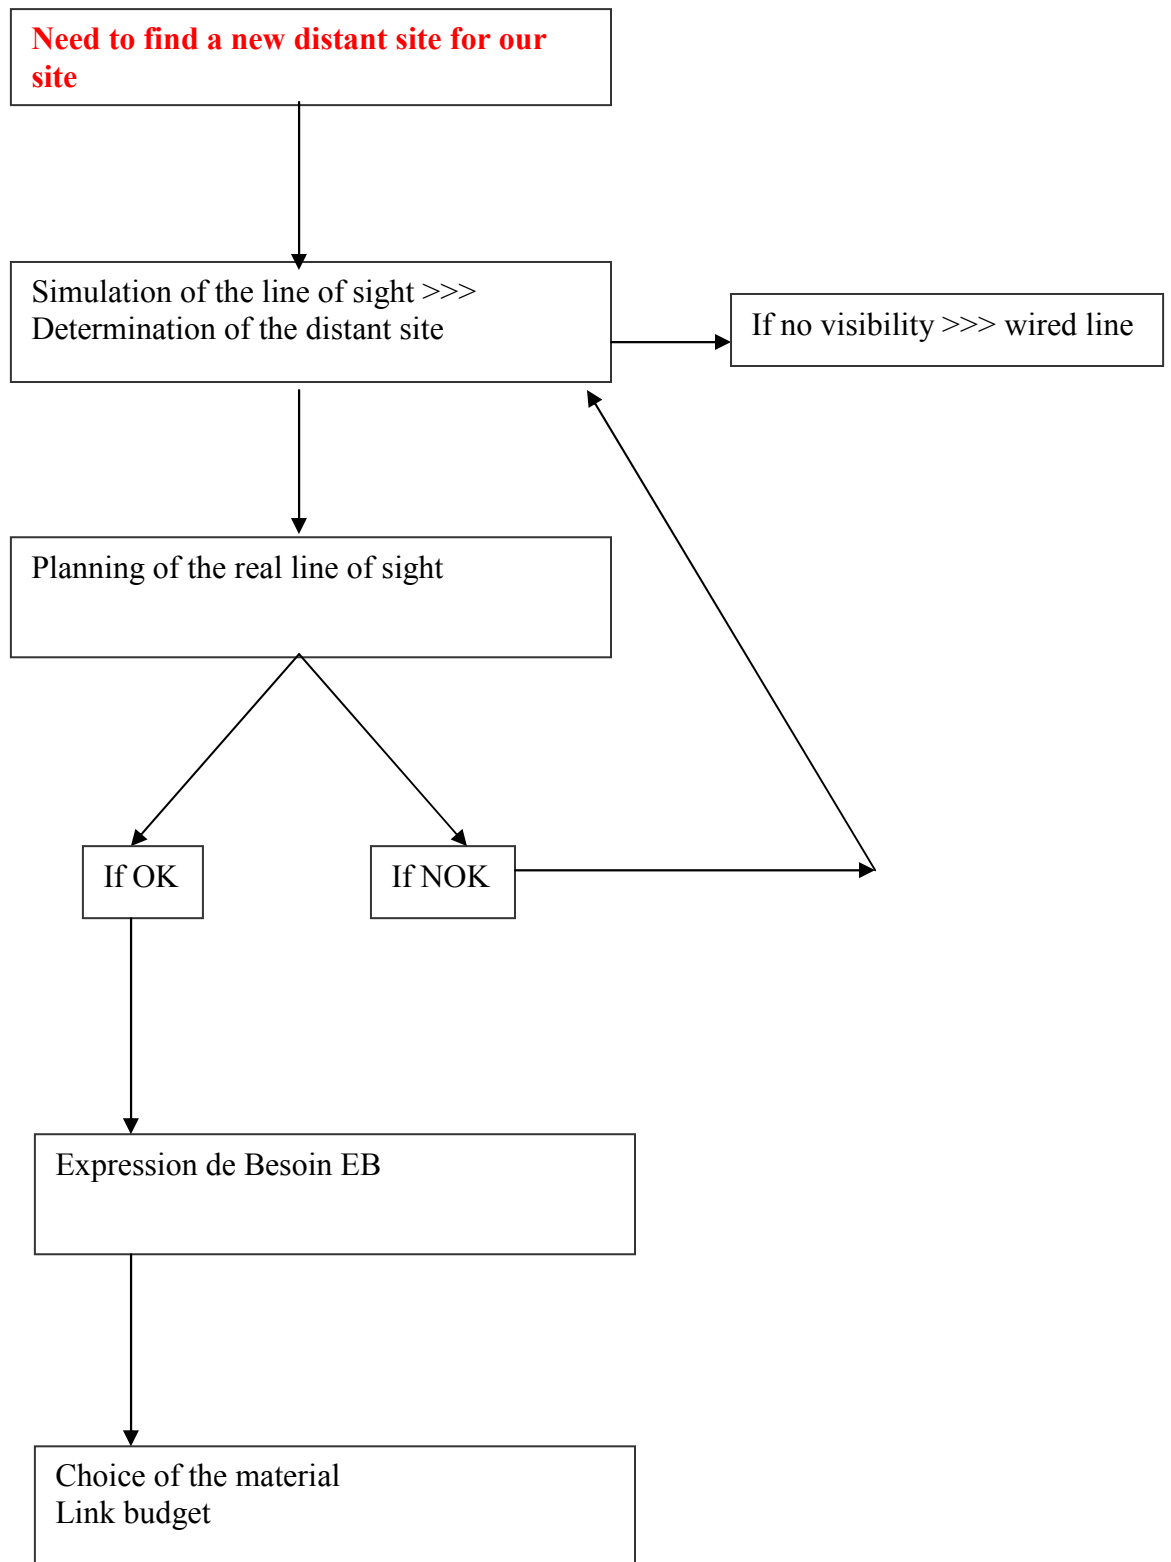 Need to find a new distant site for our
site
Simulation of the line of sight >>>
Determination of the distant site
If no visibility >>> wired line
Planning of the real line of sight
If OK
If NOK
Expression de Besoin EB
Choice of the material
Link budget